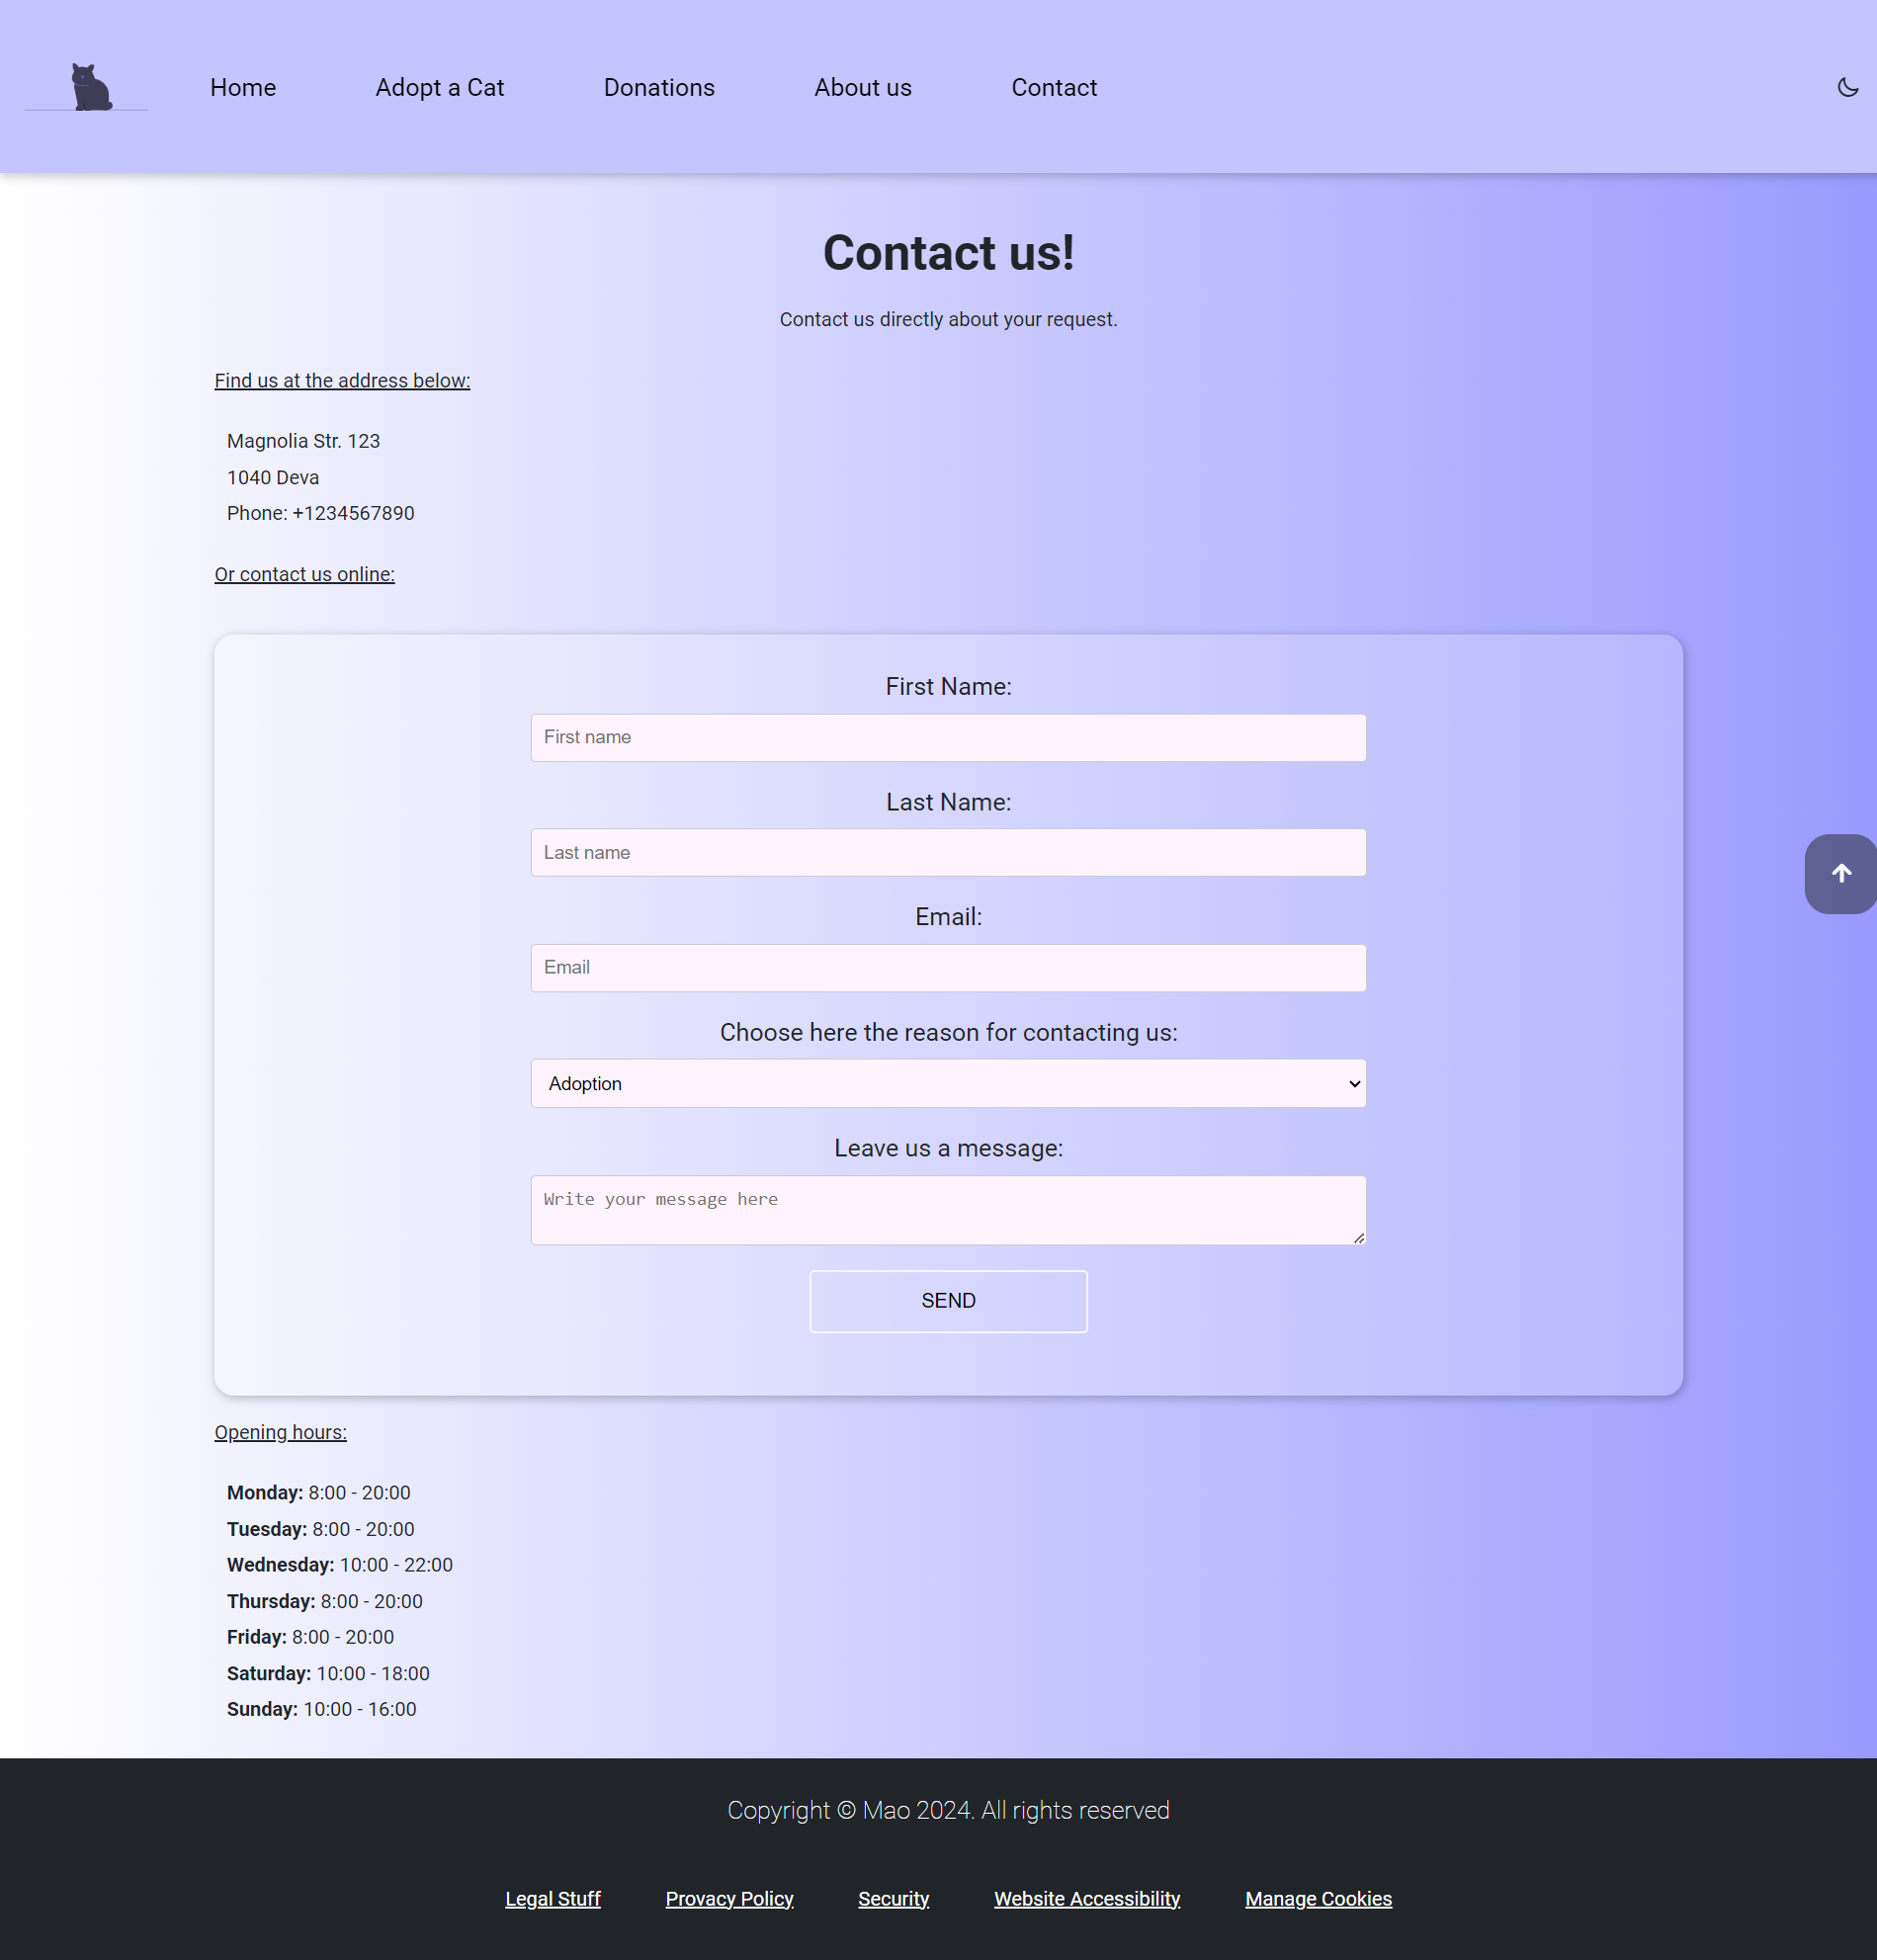 Home
Adopt a Cat
Donations
About us
Contact
Contact us!
Contact us directly about your request.
Find us at the address below:
Magnolia Str. 123
1040 Deva
Phone: +1234567890
Or contact us online:
First Name:
First name
Last Name:
Last name
Email:
Email
Choose here the reason for contacting us:
Adoption
Leave us a message:
Write your message here
SEND
Opening hours:
Monday: 8:00 - 20:00
Tuesday: 8:00 - 20:00
Wednesday: 10:00 - 22:00
Thursday: 8:00 - 20:00
Friday: 8:00 - 20:00
Saturday: 10:00 - 18:00
Sunday: 10:00 - 16:00
Copyright © Mao 2024. All rights reserved
Legal Stuff
Provacy Policy
Security
Website Accessibility
Manage Cookies